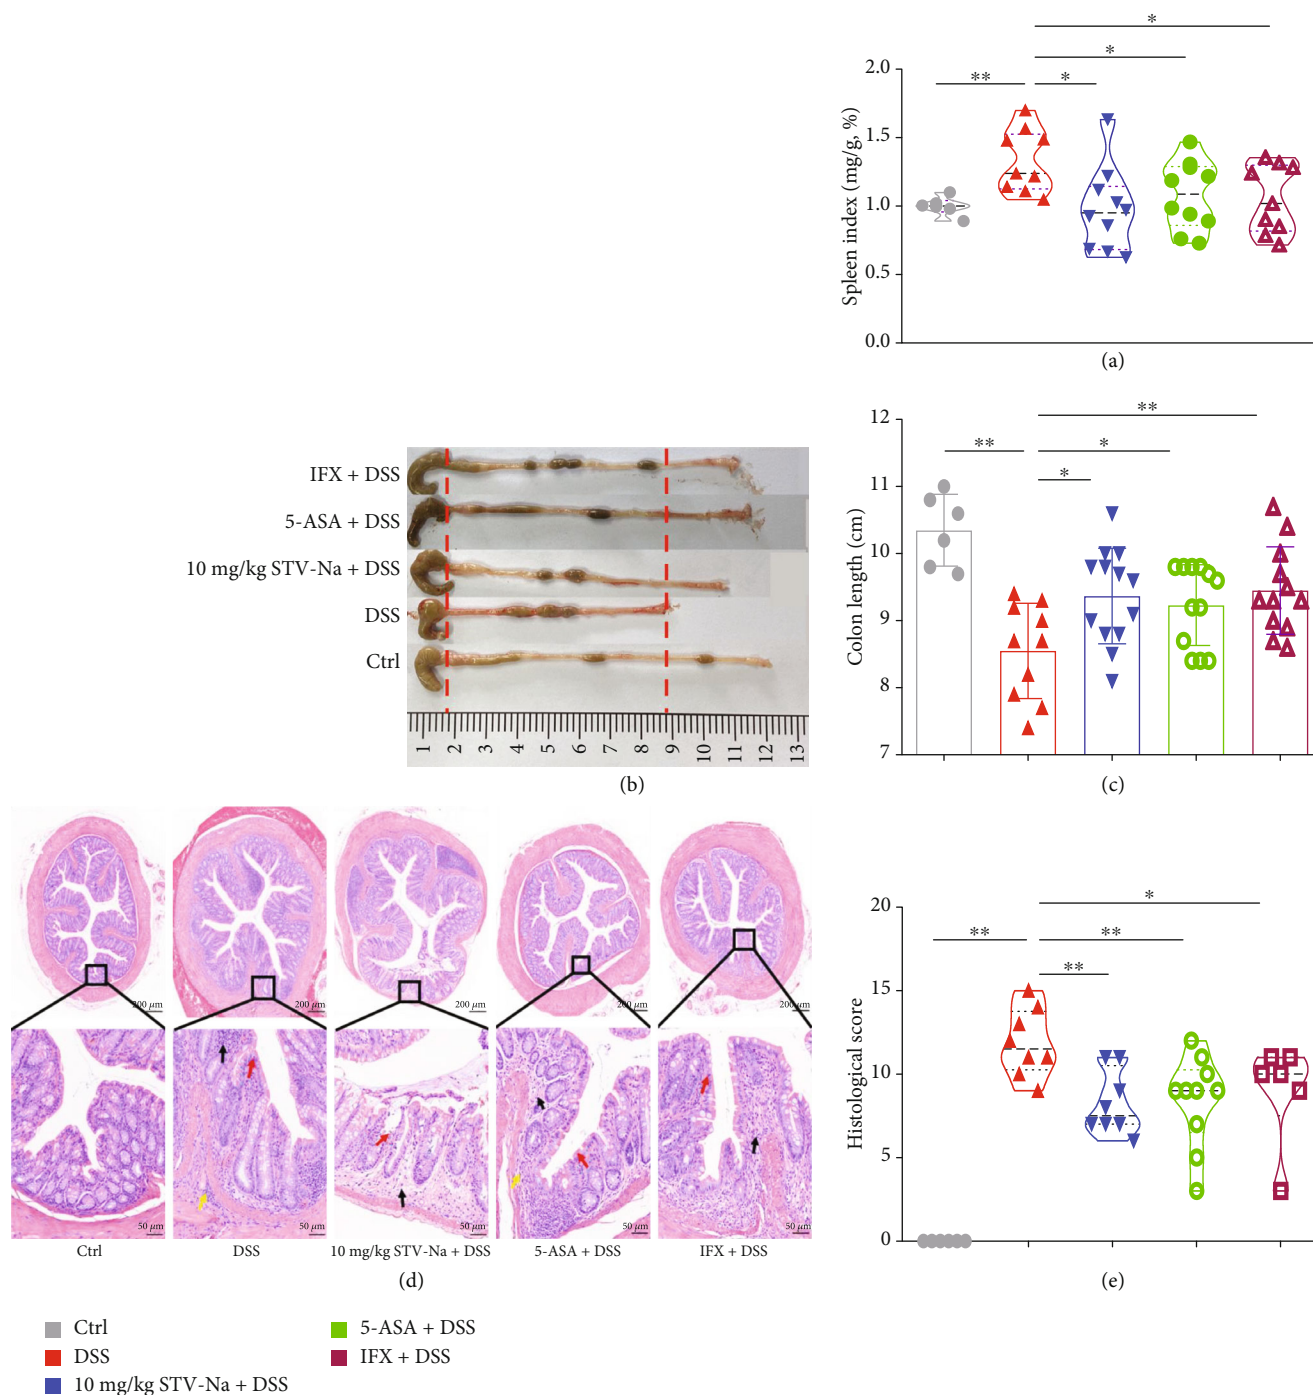 *
*
** *
2.0
1.5
1.0
0.5
0.0
Spleen index (mg/g, %)
(a)
IFX + DSS
5-ASA + DSS
10 mg/kg STV-Na + DSS
DSS
Ctrl
1 2 3 4 5 6 7 8 9 10 11 12 13
(b)
**
** *
*
12
11
10
9
8
7
Colon length (cm)
(c)
200 μm 200 μm 200 μm 200 μm 200 μm
50 μm 50 μm 50 μm 50 μm 50 μm
Ctrl DSS 10 mg/kg STV-Na + DSS 5-ASA + DSS IFX + DSS
(d)
*
** **
**
20
15
10
5
0
Histological score
(e)
Ctrl
DSS
10 mg/kg STV-Na + DSS
5-ASA + DSS
IFX + DSS